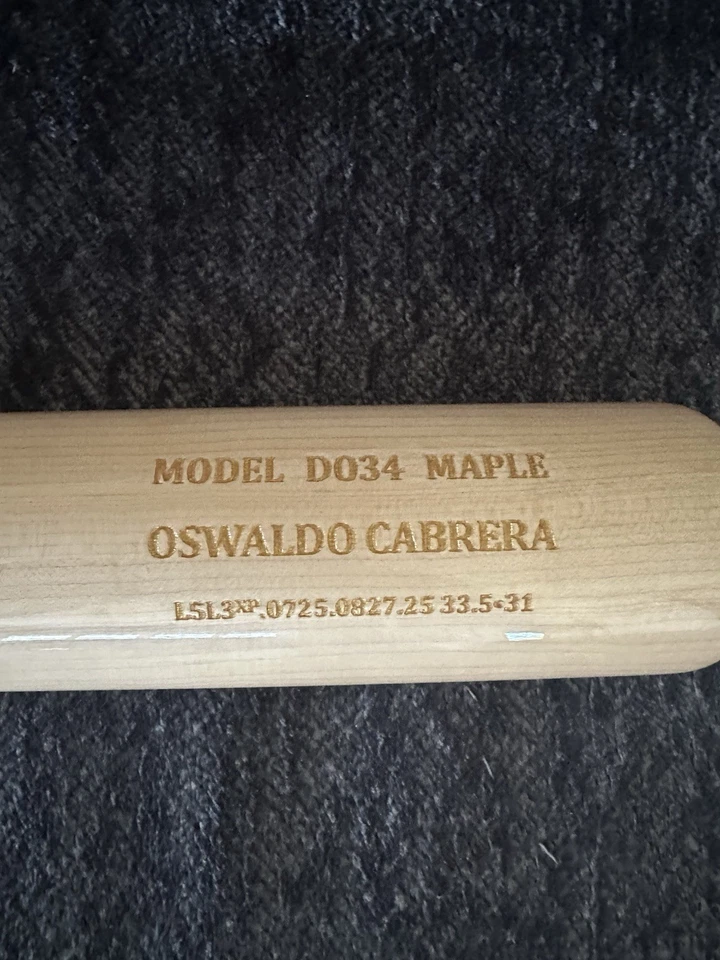 MODEL DO34 MAPLE
OSWALDO CABRERA
L5L3XP.0725.0827.25 33.5•31